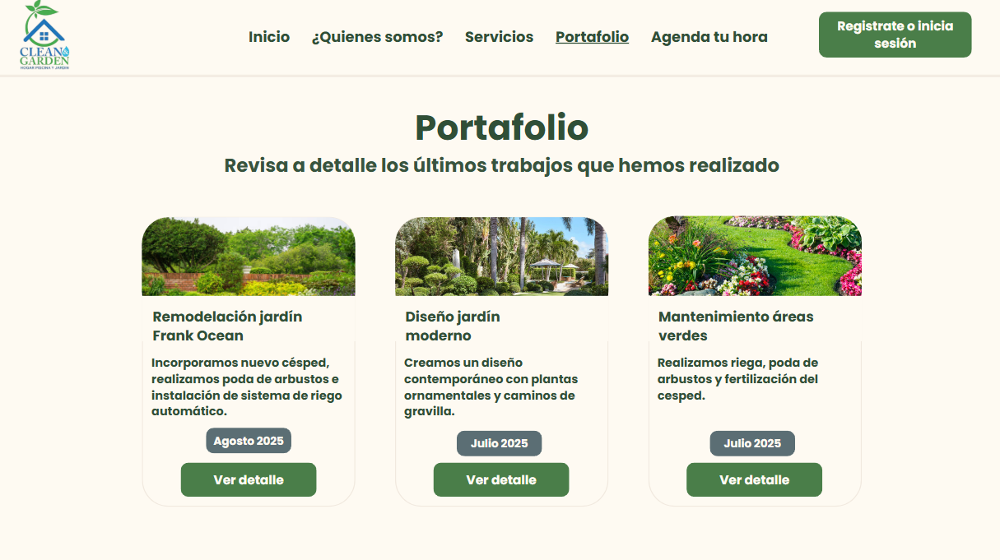 CLEAN
GARDEN
HOGAR PISCINA Y JARDIN
Inicio
¿Quienes somos?
Servicios
Portafolio
Agenda tu hora
Registrate o inicia
sesión
Portafolio
Revisa a detalle los últimos trabajos que hemos realizado
Remodelación jardín
Frank Ocean
Incorporamos nuevo césped,
realizamos poda de arbustos e
instalación de sistema de riego
automático.
Agosto 2025
Ver detalle
Diseño jardín
moderno
Creamos un diseño
contemporáneo con plantas
ornamentales y caminos de
gravilla.
Julio 2025
Ver detalle
Mantenimiento áreas
verdes
Realizamos riega, poda de
arbustos y fertilización del
cesped.
Julio 2025
Ver detalle